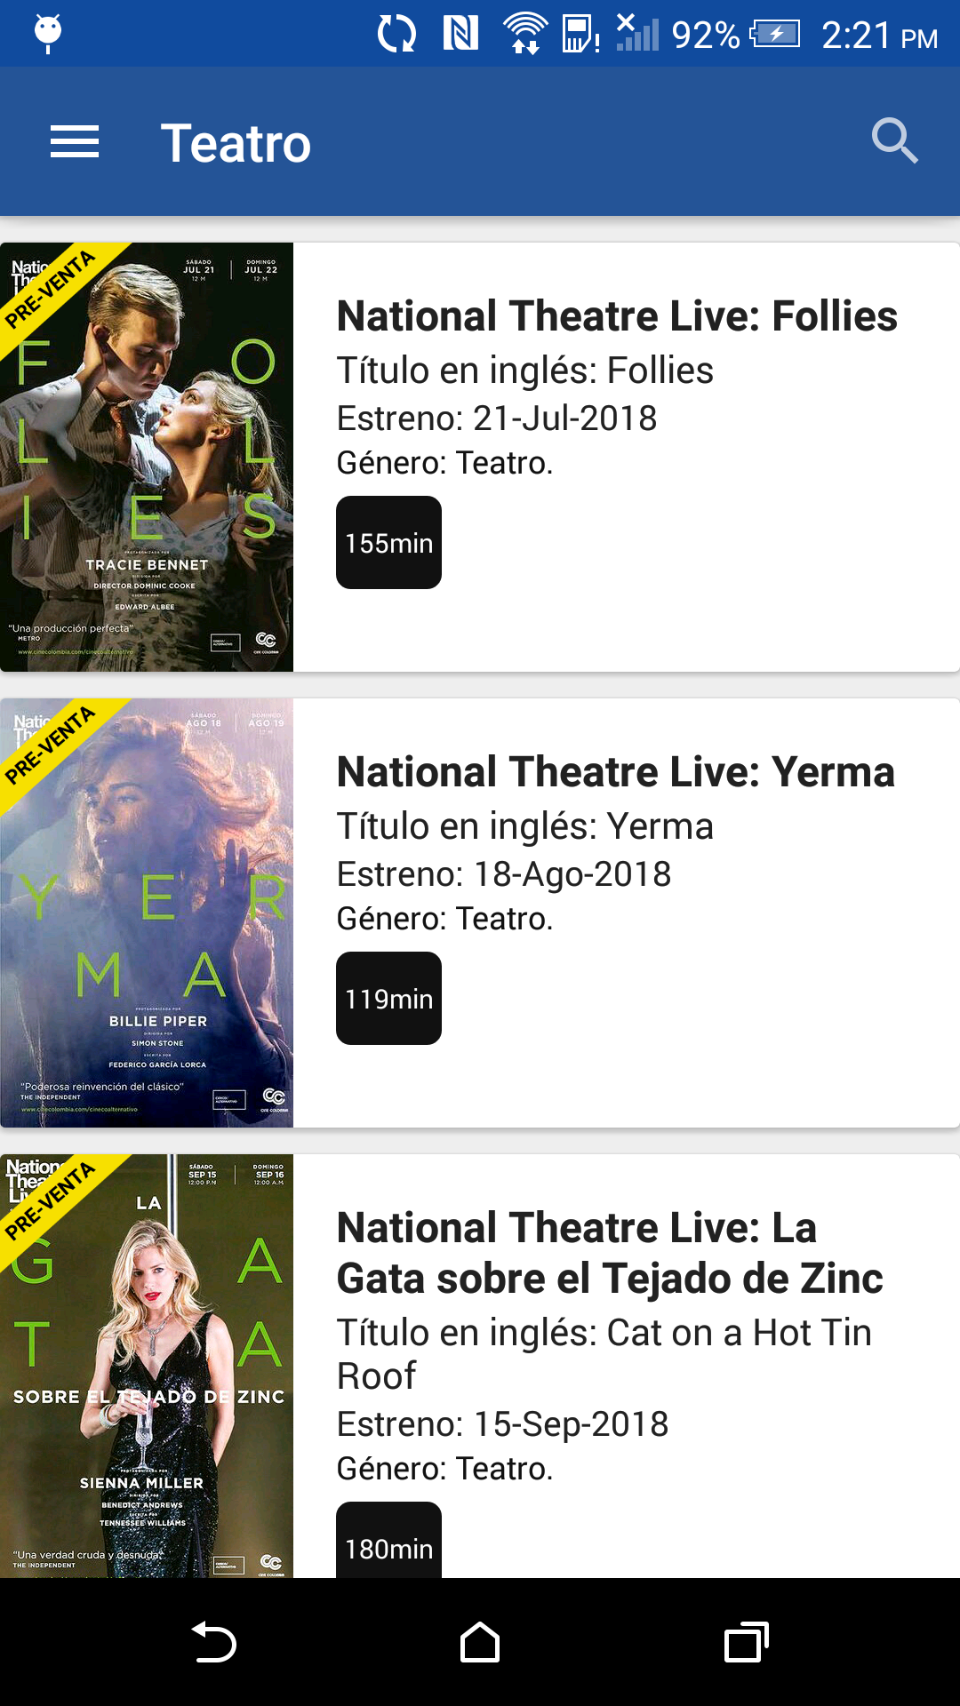 92% 2:21 PM
Teatro
PRE-VENTA
SÁBADO DOMINGO
JUL 21 JUL 22
12 M 12 M
FOLLIES
TRACIE BENNET
DIRECTOR DOMINIC COOKE
EDWARD ALBEE
"Una producción perfecta"
METRO
www.cinecolombia.com/cinecoalternativo
National Theatre Live: Follies
Título en inglés: Follies
Estreno: 21-Jul-2018
Género: Teatro.
155min
PRE-VENTA
SÁBADO DOMINGO
AGO 18 AGO 19
YERMA
BILLIE PIPER
SIMON STONE
FEDERICO GARCÍA LORCA
"Poderosa reinvención del clásico"
THE INDEPENDENT
www.cinecolombia.com/cinecoalternativo
National Theatre Live: Yerma
Título en inglés: Yerma
Estreno: 18-Ago-2018
Género: Teatro.
119min
PRE-VENTA
SÁBADO DOMINGO
SEP 15 SEP 16
12:00 P.M 12:00 A.M
LA
GATA
SOBRE EL TEJADO DE ZINC
SIENNA MILLER
BENEDICT ANDREWS
TENNESSEE WILLIAMS
"Una verdad cruda y desnuda"
THE INDEPENDENT
National Theatre Live: La
Gata sobre el Tejado de Zinc
Título en inglés: Cat on a Hot Tin
Roof
Estreno: 15-Sep-2018
Género: Teatro.
180min